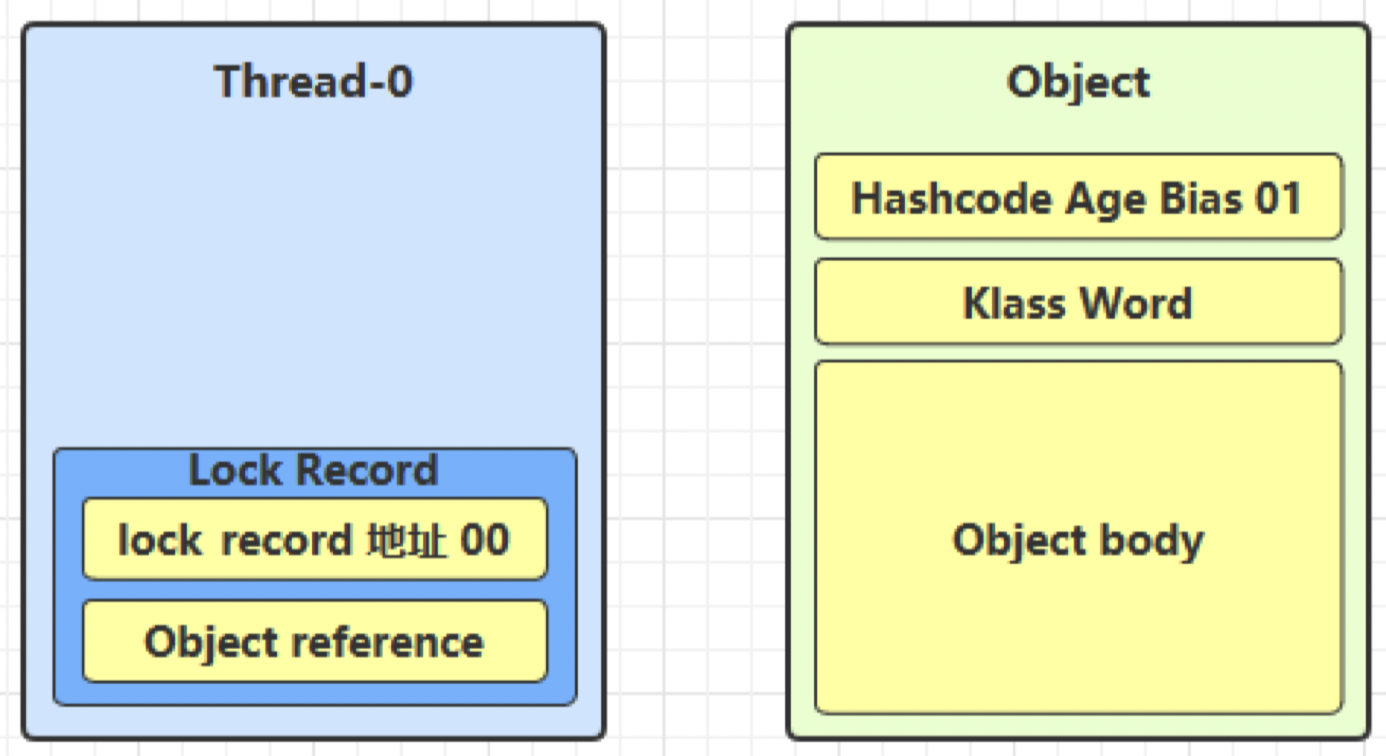 Thread-0
Lock Record
lock record 地址 00
Object reference
Object
Hashcode Age Bias 01
Klass Word
Object body